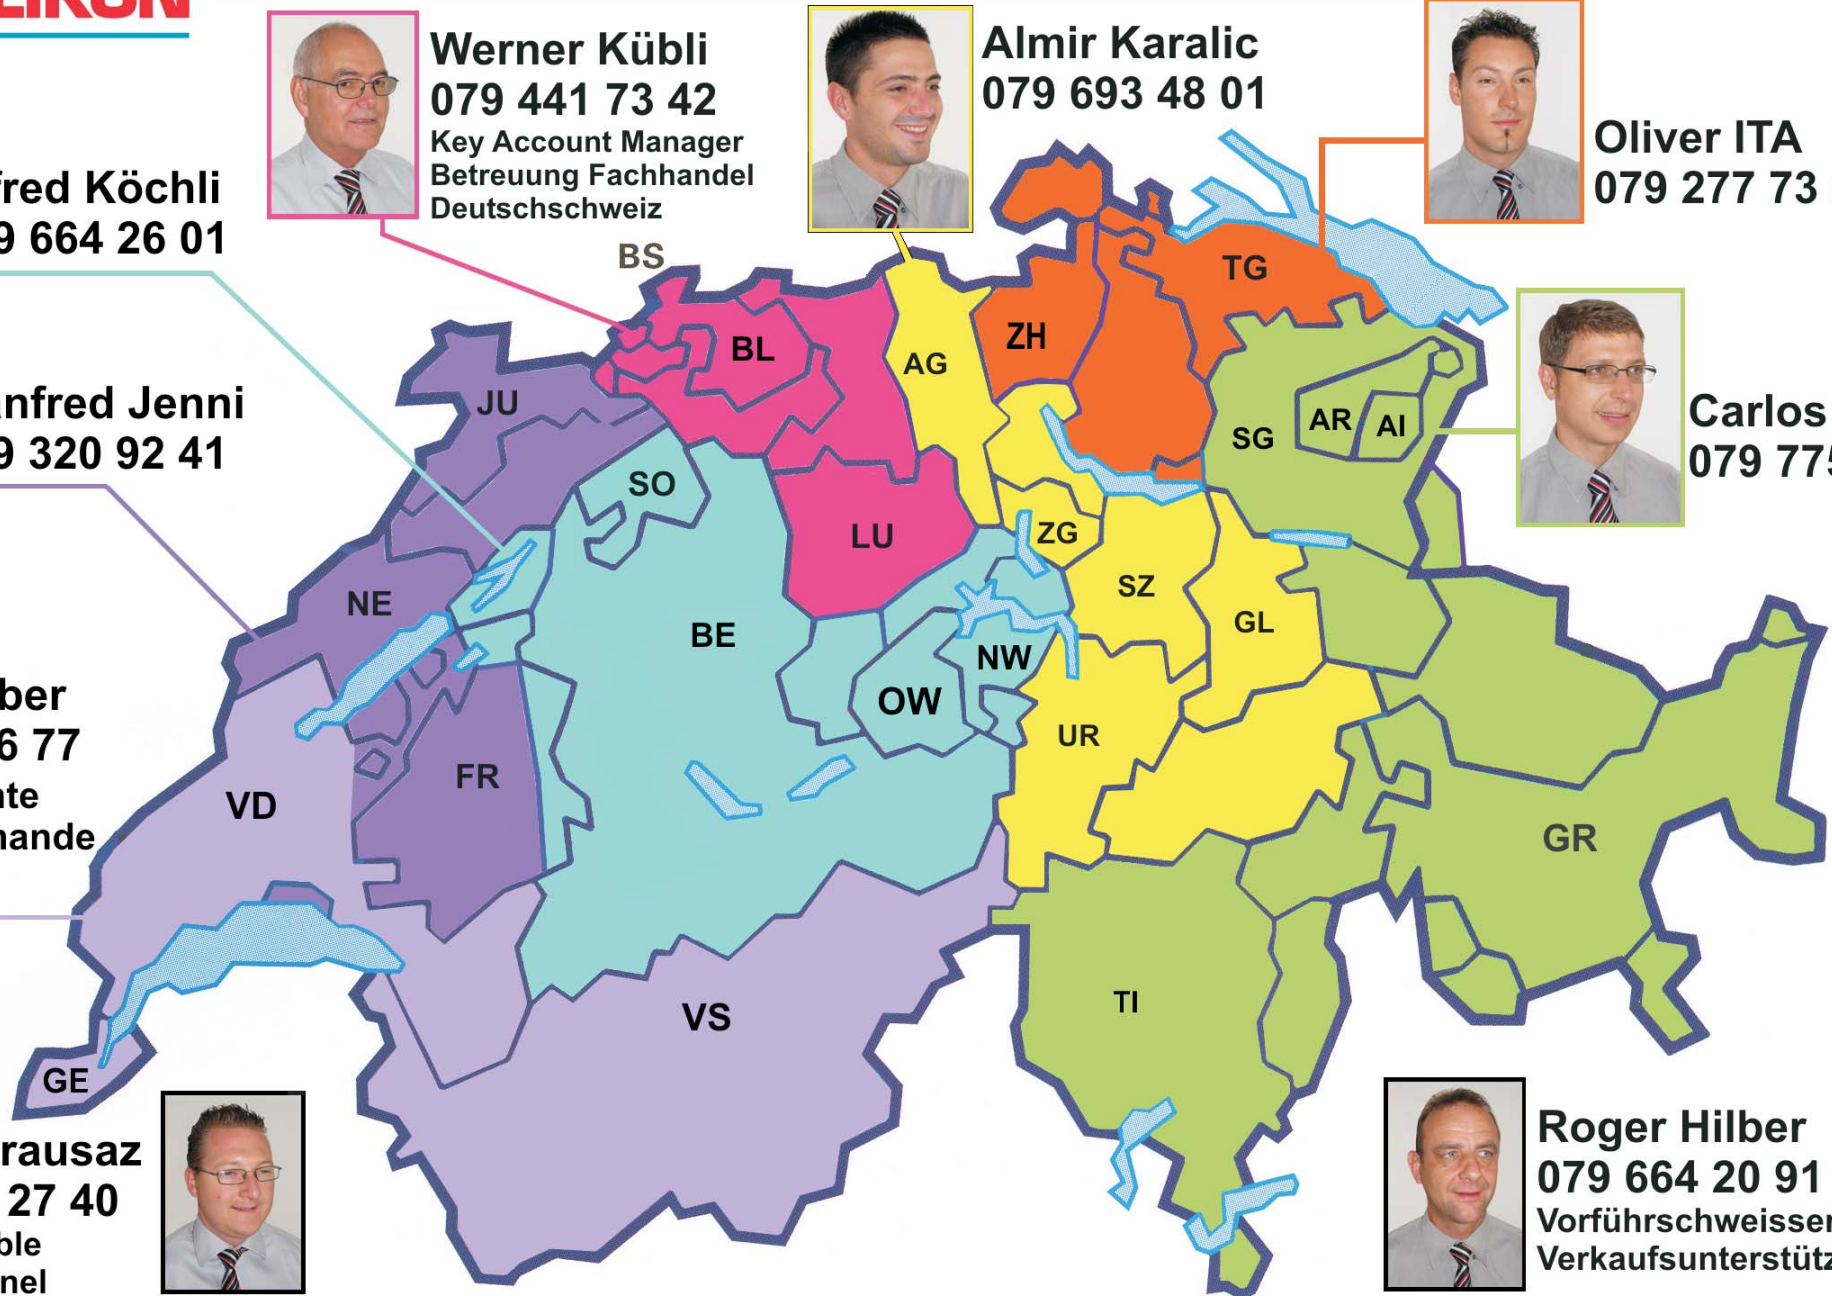 Werner Kübli
079 441 73 42
Key Account Manager
Betreuung Fachhandel
Deutschschweiz
Almir Karalic
079 693 48 01
Oliver ITA
079 277 73
fred Köchli
9 664 26 01
nfred Jenni
9 320 92 41
ber
6 77
nte
ande
rausaz
27 40
ble
nel
Carlos
079 775
Roger Hilber
079 664 20 91
Vorführschweisser
Verkaufsunterstütz
BS
BL
AG
ZH
TG
JU
SO
LU
ZG
SZ
SG
AR
AI
NE
BE
NW
OW
GL
UR
FR
VD
GR
VS
TI
GE